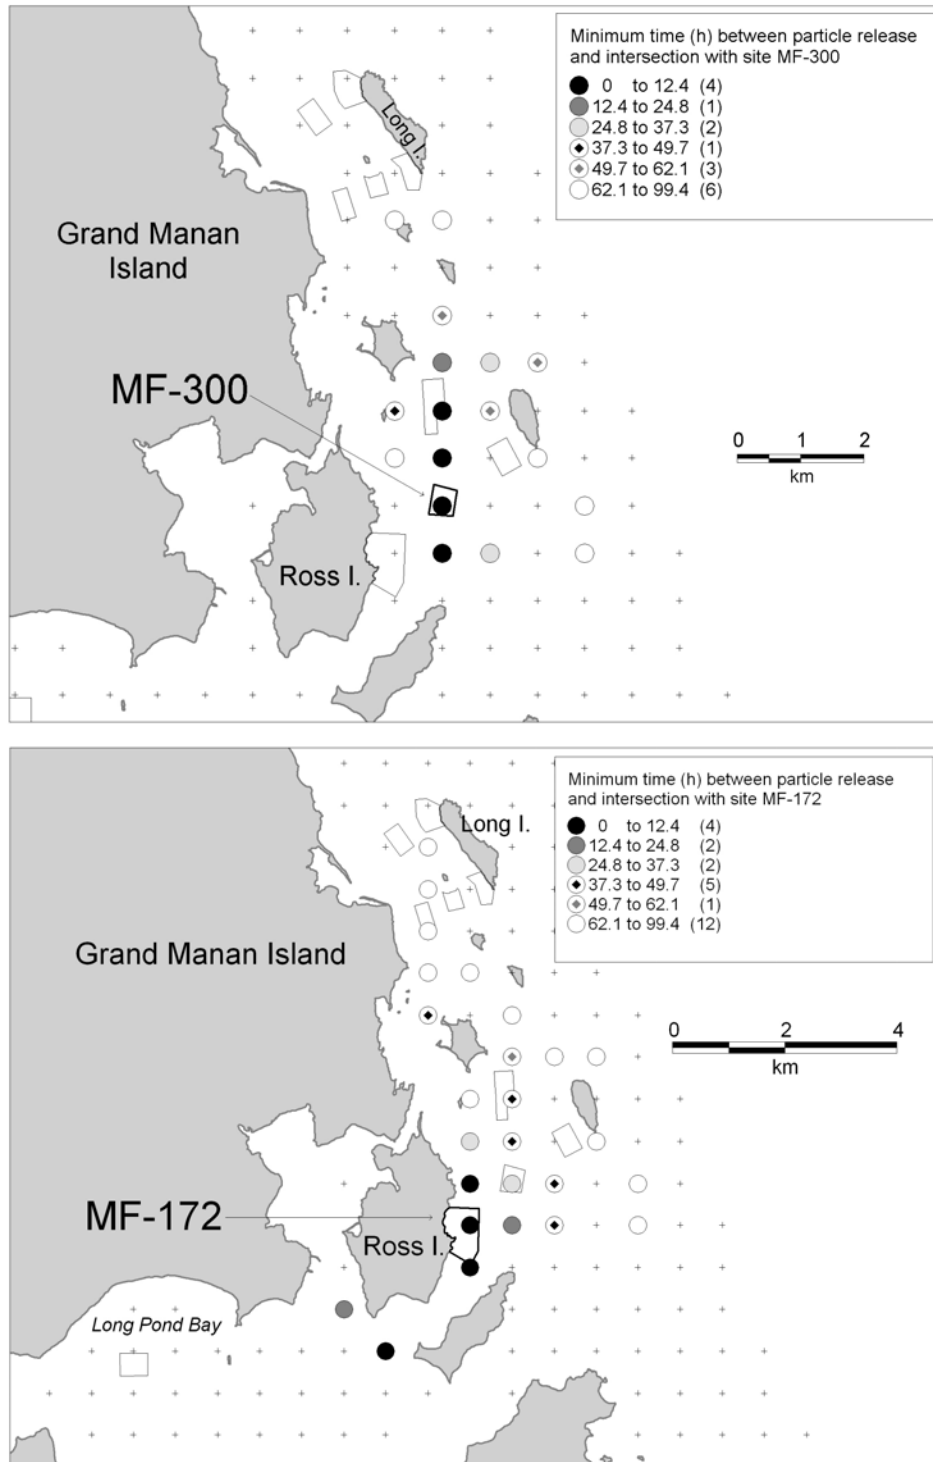 Minimum time (h) between particle release
and intersection with site MF-300
0 to 12.4 (4)
12.4 to 24.8 (1)
24.8 to 37.3 (2)
37.3 to 49.7 (1)
49.7 to 62.1 (3)
62.1 to 99.4 (6)
Long I.
Grand Manan
Island
MF-300
0 1 2
km
Ross I.
Minimum time (h) between particle release
and intersection with site MF-172
0 to 12.4 (4)
12.4 to 24.8 (2)
24.8 to 37.3 (2)
37.3 to 49.7 (5)
49.7 to 62.1 (1)
62.1 to 99.4 (12)
Long I.
Grand Manan Island
0 2 4
km
MF-172
Ross I.
Long Pond Bay